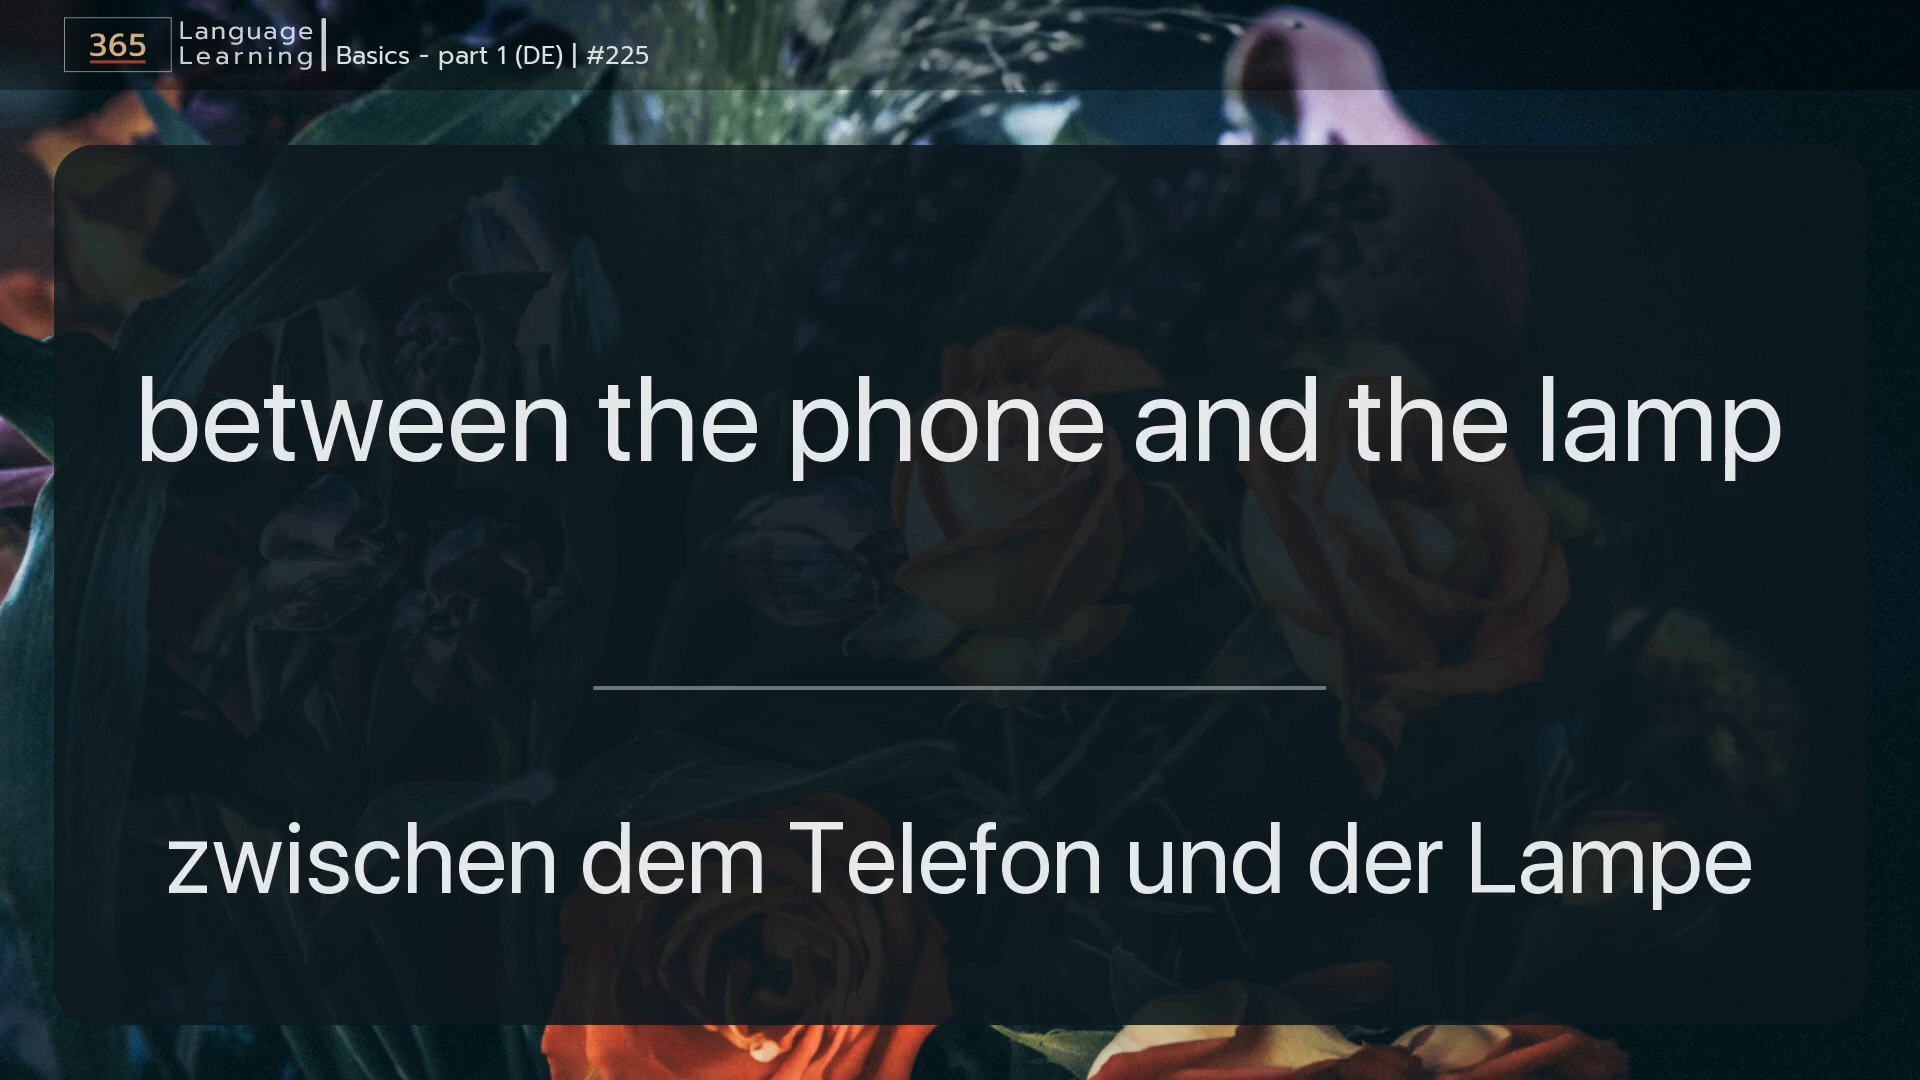 365
Language
Learning
Basics - part 1 (DE) | #225
between the phone and the lamp
zwischen dem Telefon und der Lampe